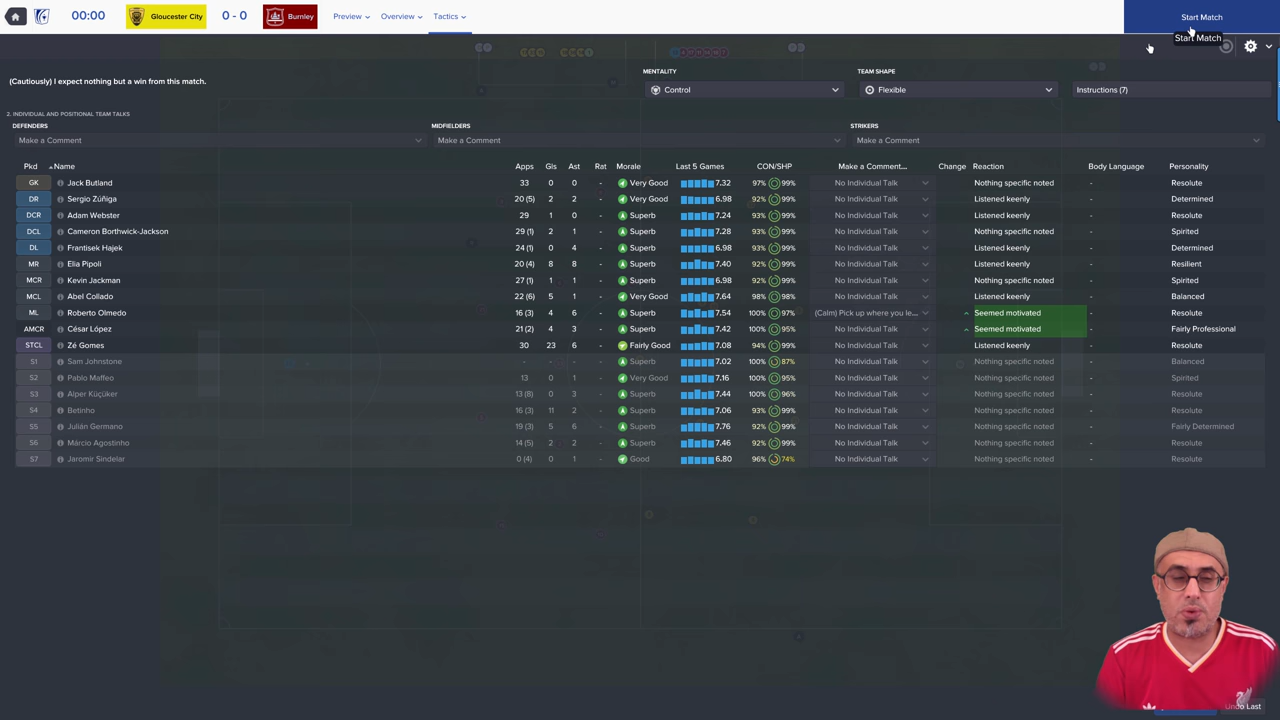 00:00 Gloucester City 0 - 0 Burnley Preview Overview Tactics Start Match
Start Match
(Cautiously) I expect nothing but a win from this match.
MENTALITY TEAM SHAPE
Control Flexible Instructions (7)
2. INDIVIDUAL AND POSITIONAL TEAM TALKS
DEFENDERS MIDFIELDERS STRIKERS
Make a Comment Make a Comment Make a Comment
Pkd Name Apps Gls Ast Rat Morale Last 5 Games CON/SHP Make a Comment... Change Reaction Body Language Personality
GK Jack Butland 33 0 0 - Very Good 7.32 97% 99% No Individual Talk Nothing specific noted - Resolute
DR Sergio Zúñiga 20 (5) 2 2 - Very Good 6.98 92% 99% No Individual Talk Listened keenly - Determined
DCR Adam Webster 29 1 0 - Superb 7.24 93% 99% No Individual Talk Listened keenly - Resolute
DCL Cameron Borthwick-Jackson 29 (1) 2 1 - Superb 7.28 93% 99% No Individual Talk Nothing specific noted - Spirited
DL Frantisek Hajek 24 (1) 0 4 - Superb 6.98 93% 99% No Individual Talk Listened keenly - Determined
MR Elia Pipoli 20 (4) 8 8 - Superb 7.40 92% 99% No Individual Talk Listened keenly - Resilient
MCR Kevin Jackman 27 (1) 1 1 - Superb 6.98 92% 99% No Individual Talk Nothing specific noted - Spirited
MCL Abel Collado 22 (6) 5 1 - Very Good 7.64 98% 98% No Individual Talk Listened keenly - Balanced
ML Roberto Olmedo 16 (3) 4 6 - Superb 7.54 100% 97% (Calm) Pick up where you le... Seemed motivated - Resolute
AMCR César López 21 (2) 4 3 - Superb 7.42 100% 95% No Individual Talk Seemed motivated - Fairly Professional
STCL Zé Gomes 30 23 6 - Fairly Good 7.08 94% 99% No Individual Talk Listened keenly - Resolute
S1 Sam Johnstone - - - - Superb 7.02 100% 87% No Individual Talk Nothing specific noted - Balanced
S2 Pablo Maffeo 13 0 1 - Very Good 7.16 100% 95% No Individual Talk Nothing specific noted - Spirited
S3 Alper Küçüker 13 (8) 0 3 - Superb 7.44 100% 96% No Individual Talk Nothing specific noted - Resolute
S4 Betinho 16 (3) 11 2 - Superb 7.06 93% 99% No Individual Talk Nothing specific noted - Resolute
S5 Julián Germano 19 (3) 5 6 - Superb 7.76 92% 99% No Individual Talk Nothing specific noted - Fairly Determined
S6 Márcio Agostinho 14 (5) 2 2 - Superb 7.46 92% 99% No Individual Talk Nothing specific noted - Resolute
S7 Jaromir Sindelar 0 (4) 0 1 - Good 6.80 96% 74% No Individual Talk Nothing specific noted - Resolute
Undo Last